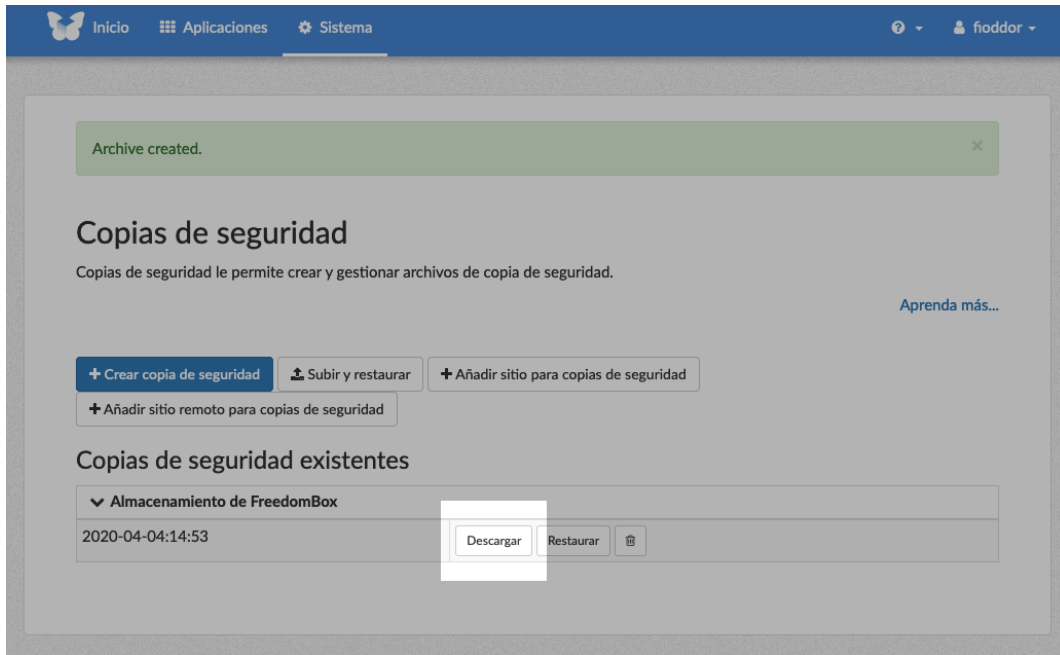 Inicio Aplicaciones Sistema fioddor
Archive created. ×
Copias de seguridad
Copias de seguridad le permite crear y gestionar archivos de copia de seguridad.
Aprenda más...
Crear copia de seguridad Subir y restaurar Añadir sitio para copias de seguridad
Añadir sitio remoto para copias de seguridad
Copias de seguridad existentes
Almacenamiento de FreedomBox
2020-04-04:14:53 Descargar Restaurar